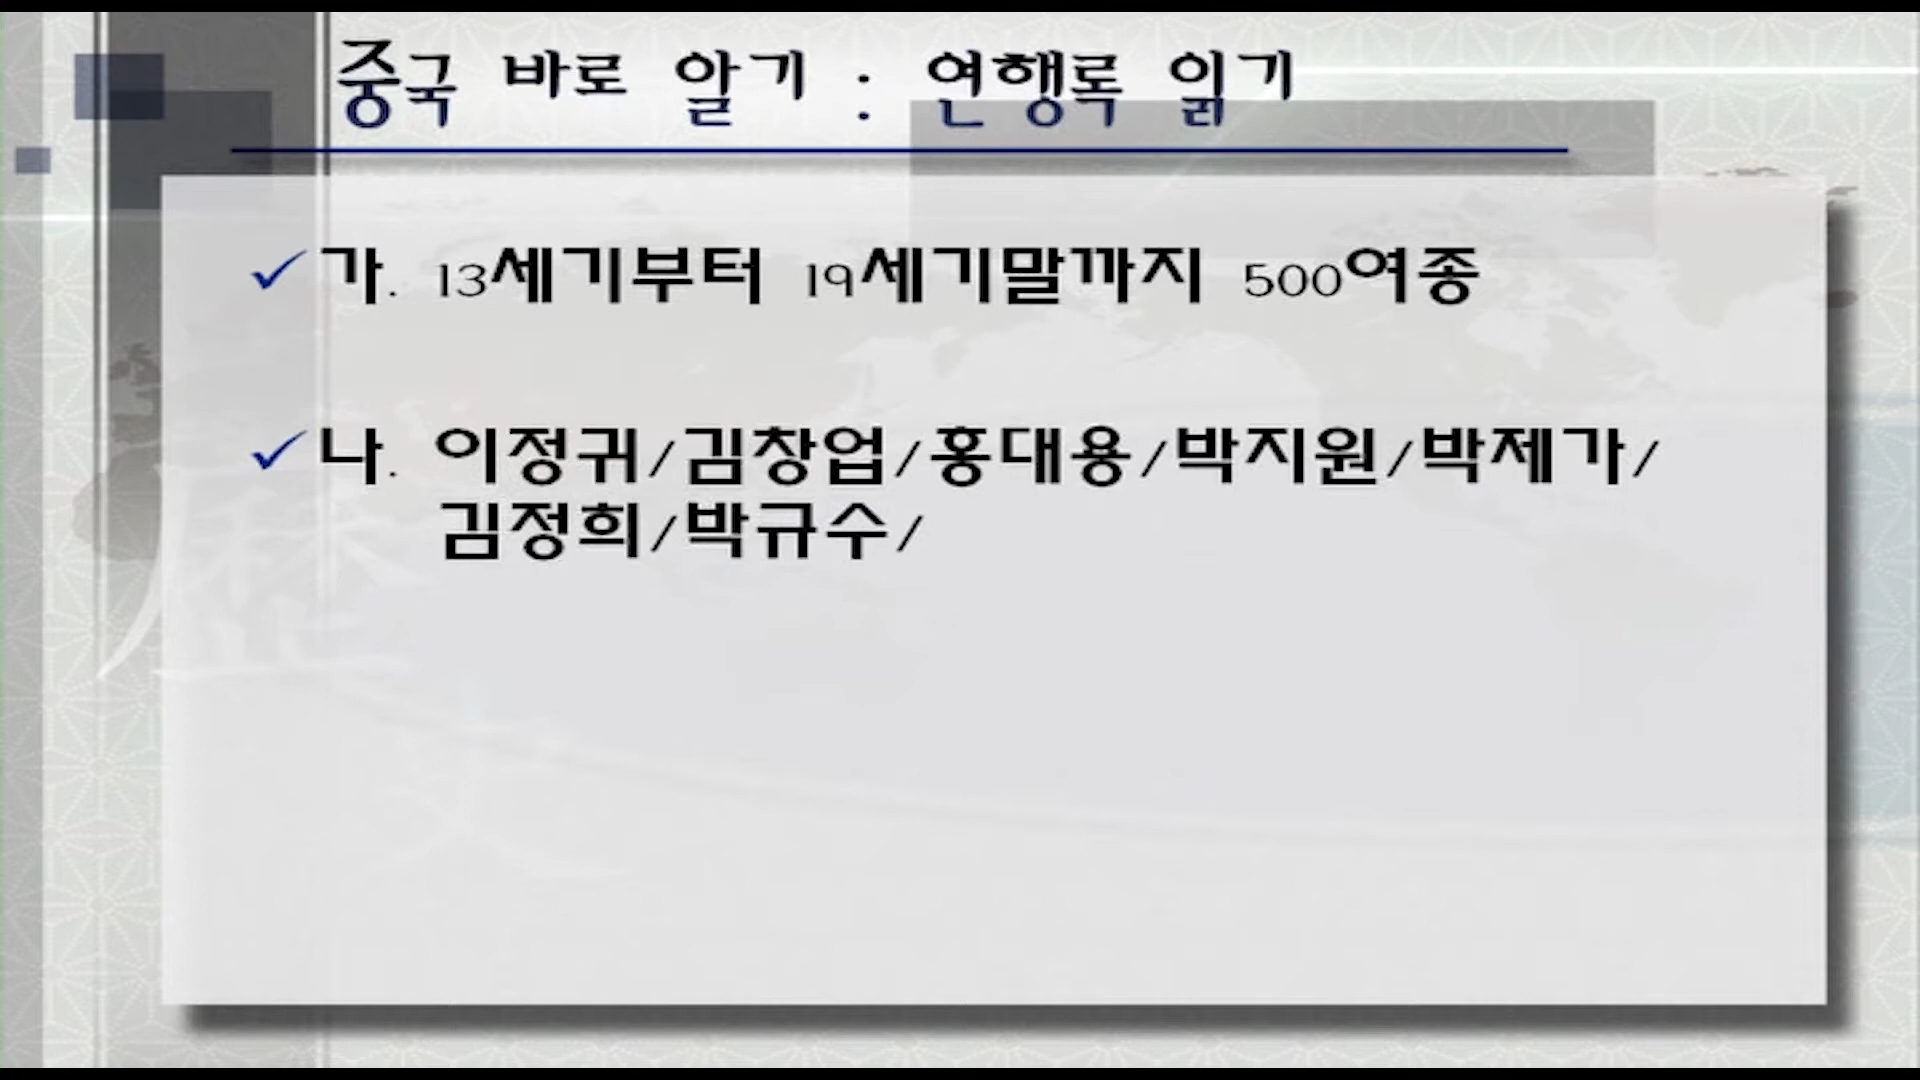 중국 바로 알기 : 연행록 읽기
가. 13세기부터 19세기말까지 500여종
나. 이정귀/김창업/홍대용/박지원/박제가/
김정희/박규수/